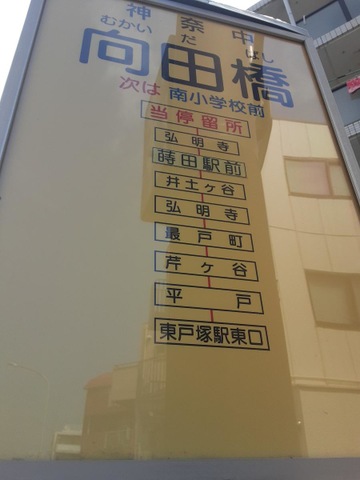 神奈中
むかい だ ばし
向田橋
次は 南小学校前
当停留所
弘明寺
蒔田駅前
井土ヶ谷
弘明寺
最戸町
芹ヶ谷
平戸
東戸塚駅東口